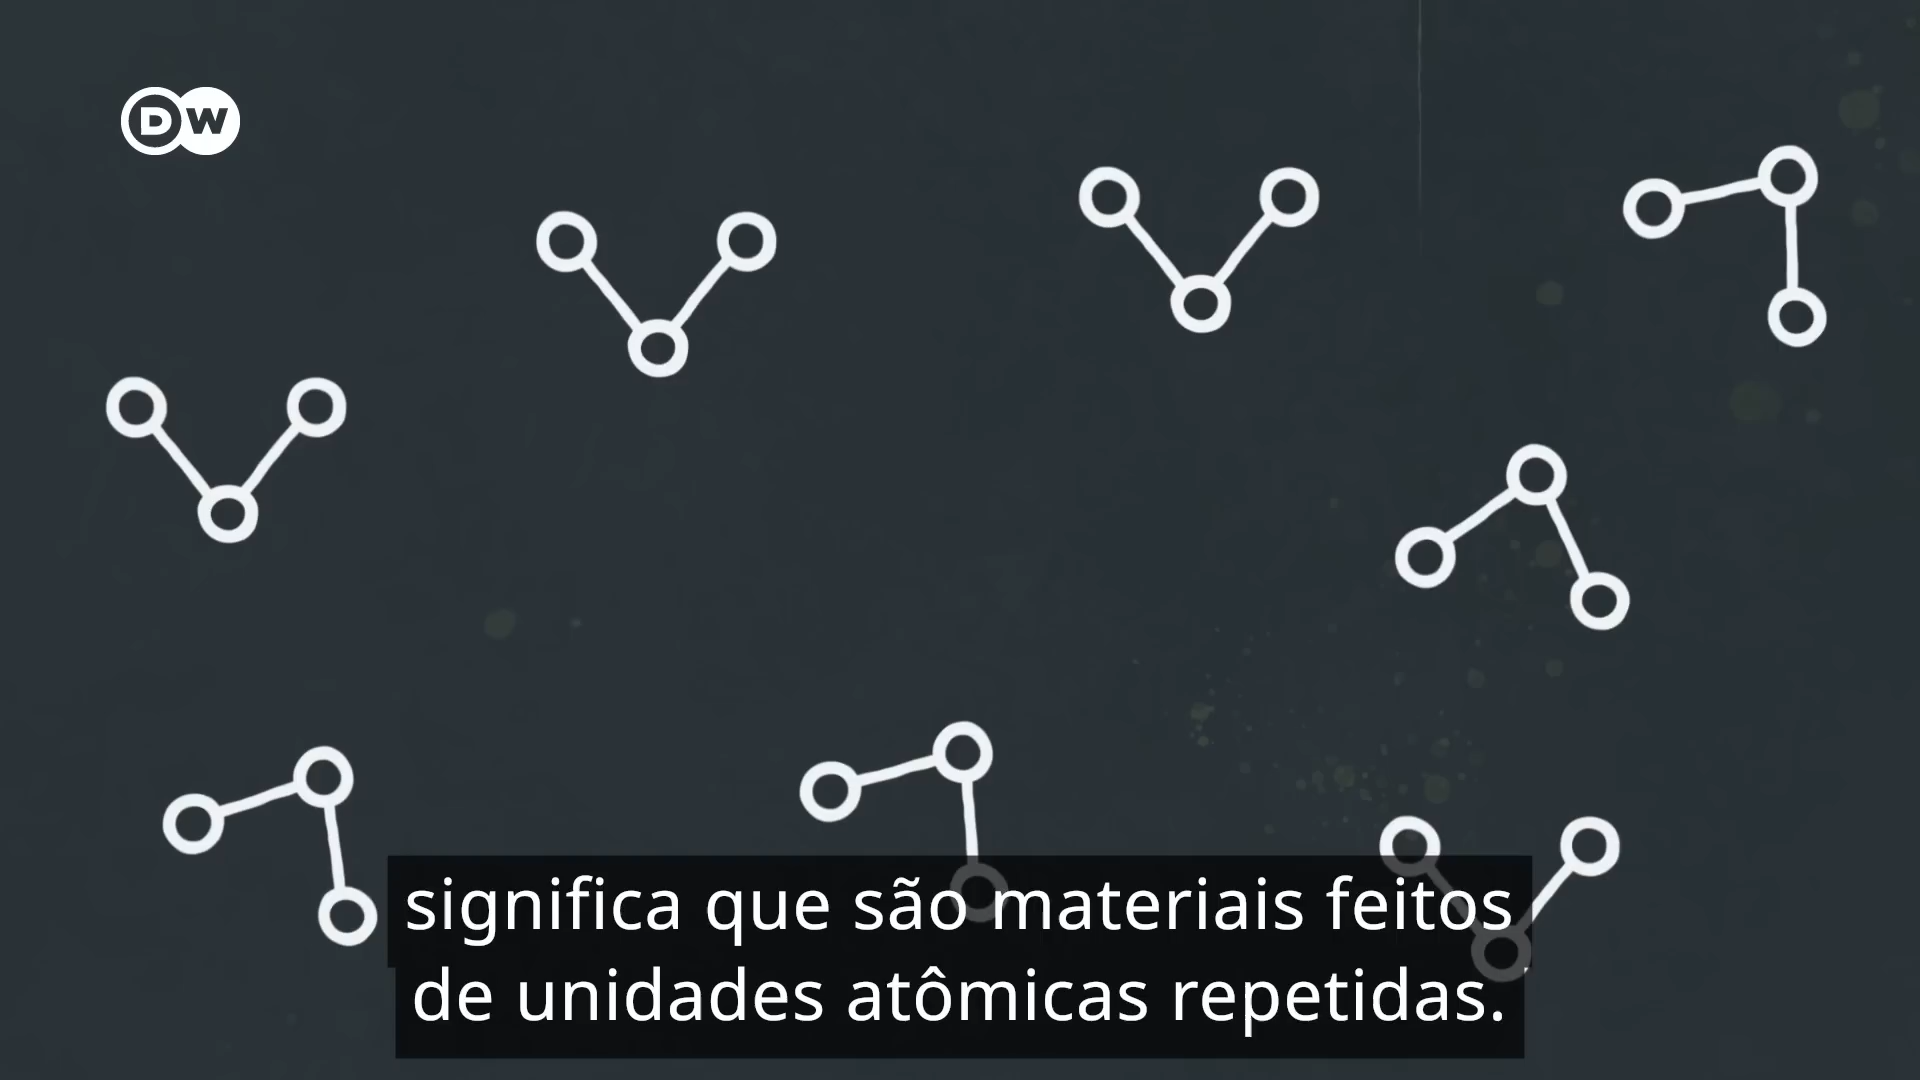 DW
significa que são materiais feitos
de unidades atômicas repetidas.